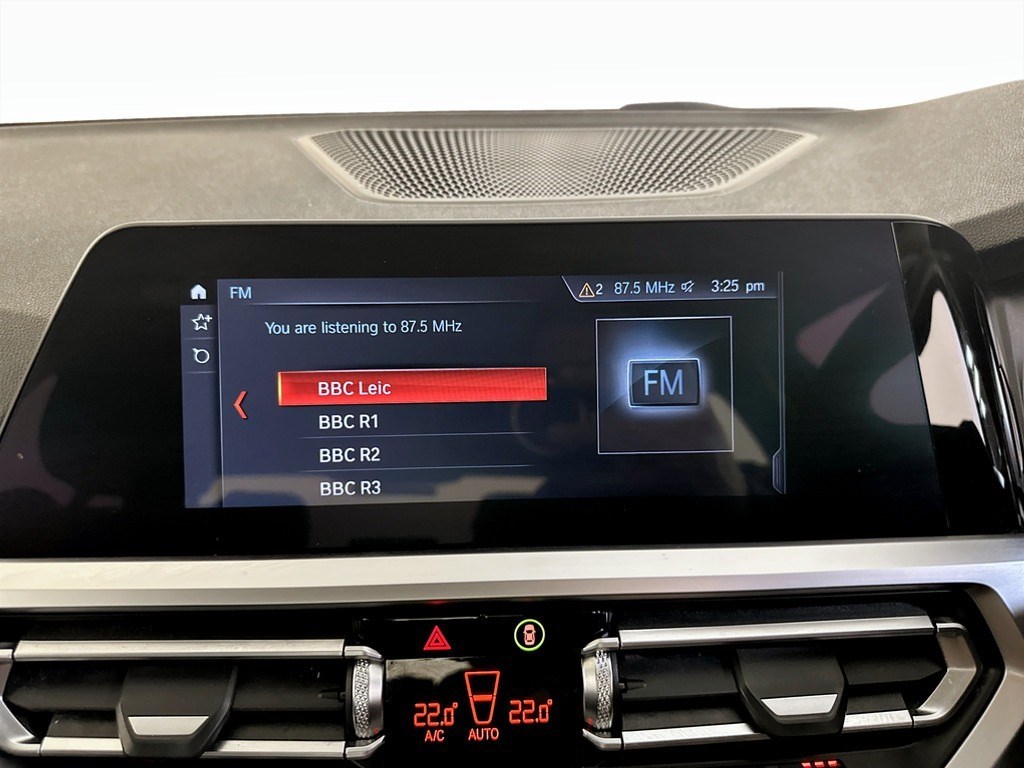 FM
2 87.5 MHz 3:25 pm
You are listening to 87.5 MHz
BBC Leic
BBC R1
BBC R2
BBC R3
FM
22.0° 22.0°
A/C AUTO